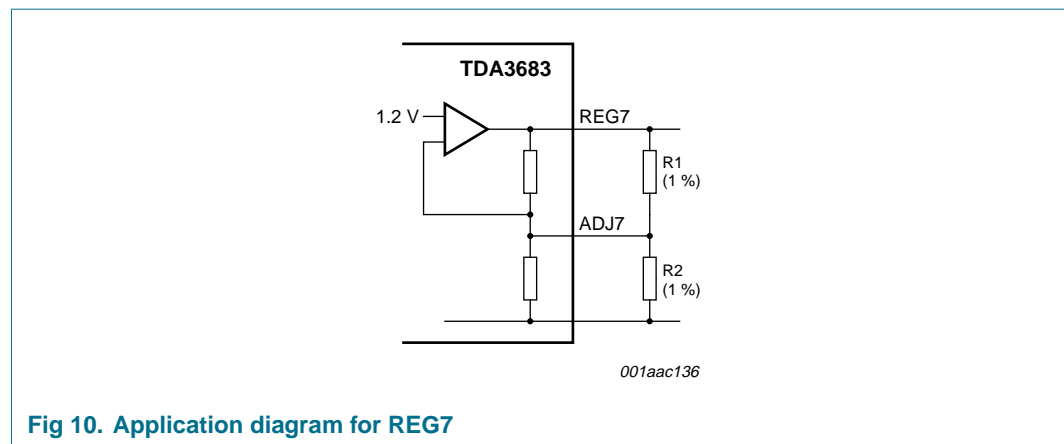 TDA3683
1.2 V
REG7
R1
(1 %)
ADJ7
R2
(1 %)
001aac136
Fig 10. Application diagram for REG7